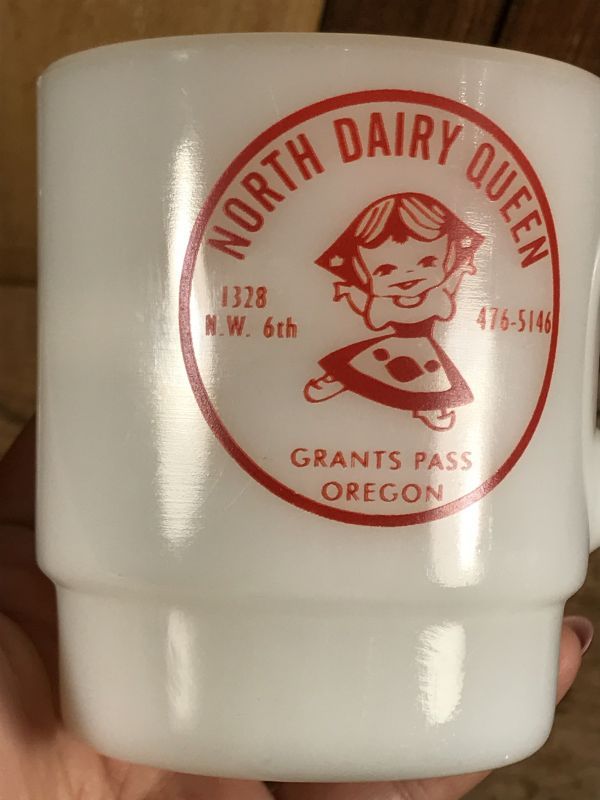 NORTH DAIRY QUEEN
1328
N.W. 6th
476-5146
GRANTS PASS
OREGON